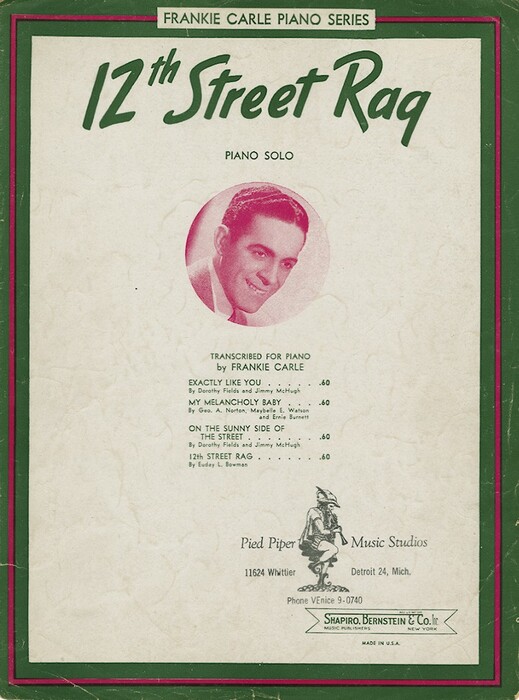 FRANKIE CARLE PIANO SERIES
12th Street Rag
PIANO SOLO
TRANSCRIBED FOR PIANO
by FRANKIE CARLE
EXACTLY LIKE YOU . . . . . . .60
By Dorothy Fields and Jimmy McHugh
MY MELANCHOLY BABY . . . .60
By Geo. A. Norton, Maybelle E. Watson
and Ernie Burnett
ON THE SUNNY SIDE OF
THE STREET . . . . . . . .60
By Dorothy Fields and Jimmy McHugh
12th STREET RAG . . . . . . .60
By Euday L. Bowman
Pied Piper Music Studios
11624 Whittier Detroit 24, Mich.
Phone VEnice 9-0740
SHAPIRO, BERNSTEIN & CO. Inc
MUSIC PUBLISHERS NEW YORK
MADE IN U.S.A.